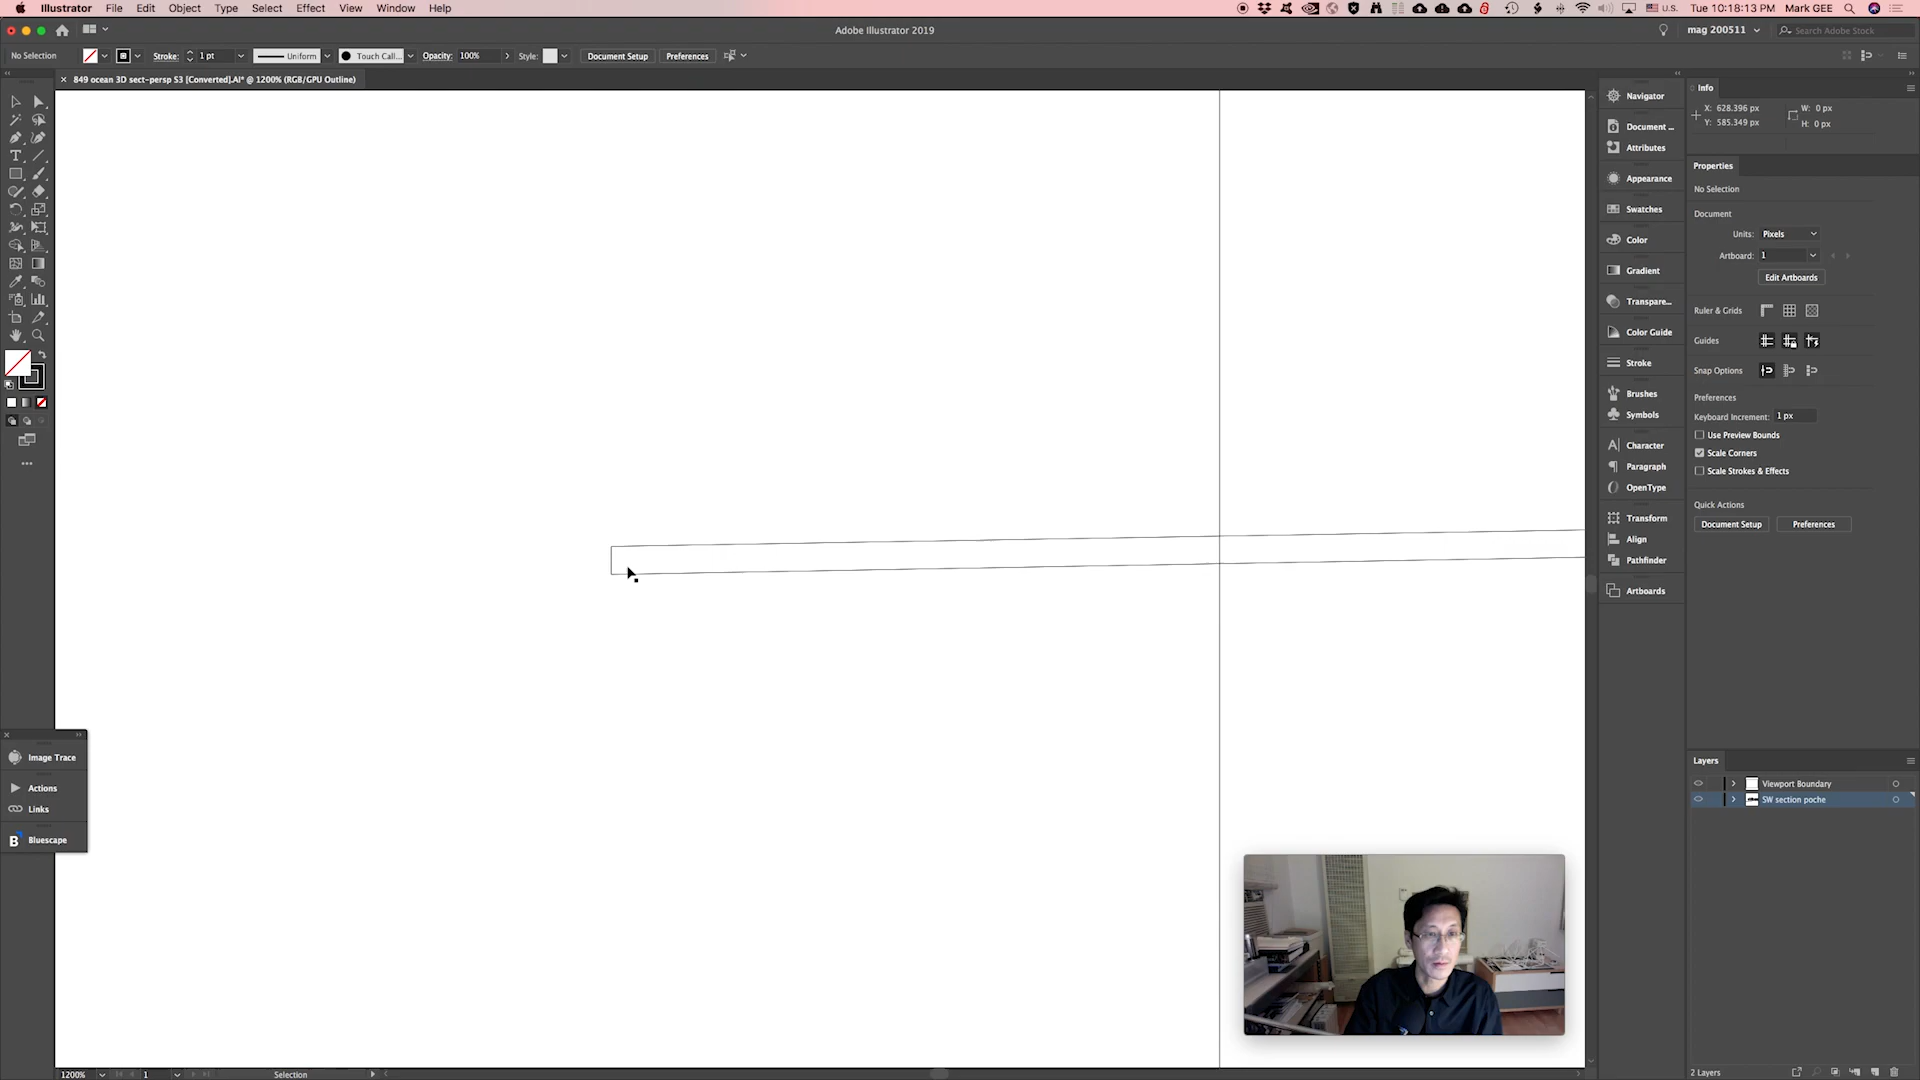 Illustrator File Edit Object Type Select Effect View Window Help U.S. Tue 10:18:13 PM Mark GEE
Adobe Illustrator 2019 mag 200511 Search Adobe Stock
No Selection Stroke: 1 pt Uniform Touch Call... Opacity: 100% Style: Document Setup Preferences
849 ocean 3D sect-persp S3 [Converted].AI* @ 1200% (RGB/GPU Outline)
Navigator
Document ...
Attributes
Appearance
Swatches
Color
Gradient
Transpare...
Color Guide
Stroke
Brushes
Symbols
Character
Paragraph
OpenType
Transform
Align
Pathfinder
Artboards
Info
X: 628.396 px W: 0 px
Y: 585.349 px H: 0 px
Properties
No Selection
Document
Units: Pixels
Artboard: 1
Edit Artboards
Ruler & Grids
Guides
Snap Options
Preferences
Keyboard Increment: 1 px
Use Preview Bounds
Scale Corners
Scale Strokes & Effects
Quick Actions
Document Setup Preferences
Layers
Viewport Boundary
SW section poche
2 Layers
Image Trace
Actions
Links
Bluescape
1200% 1 Selection